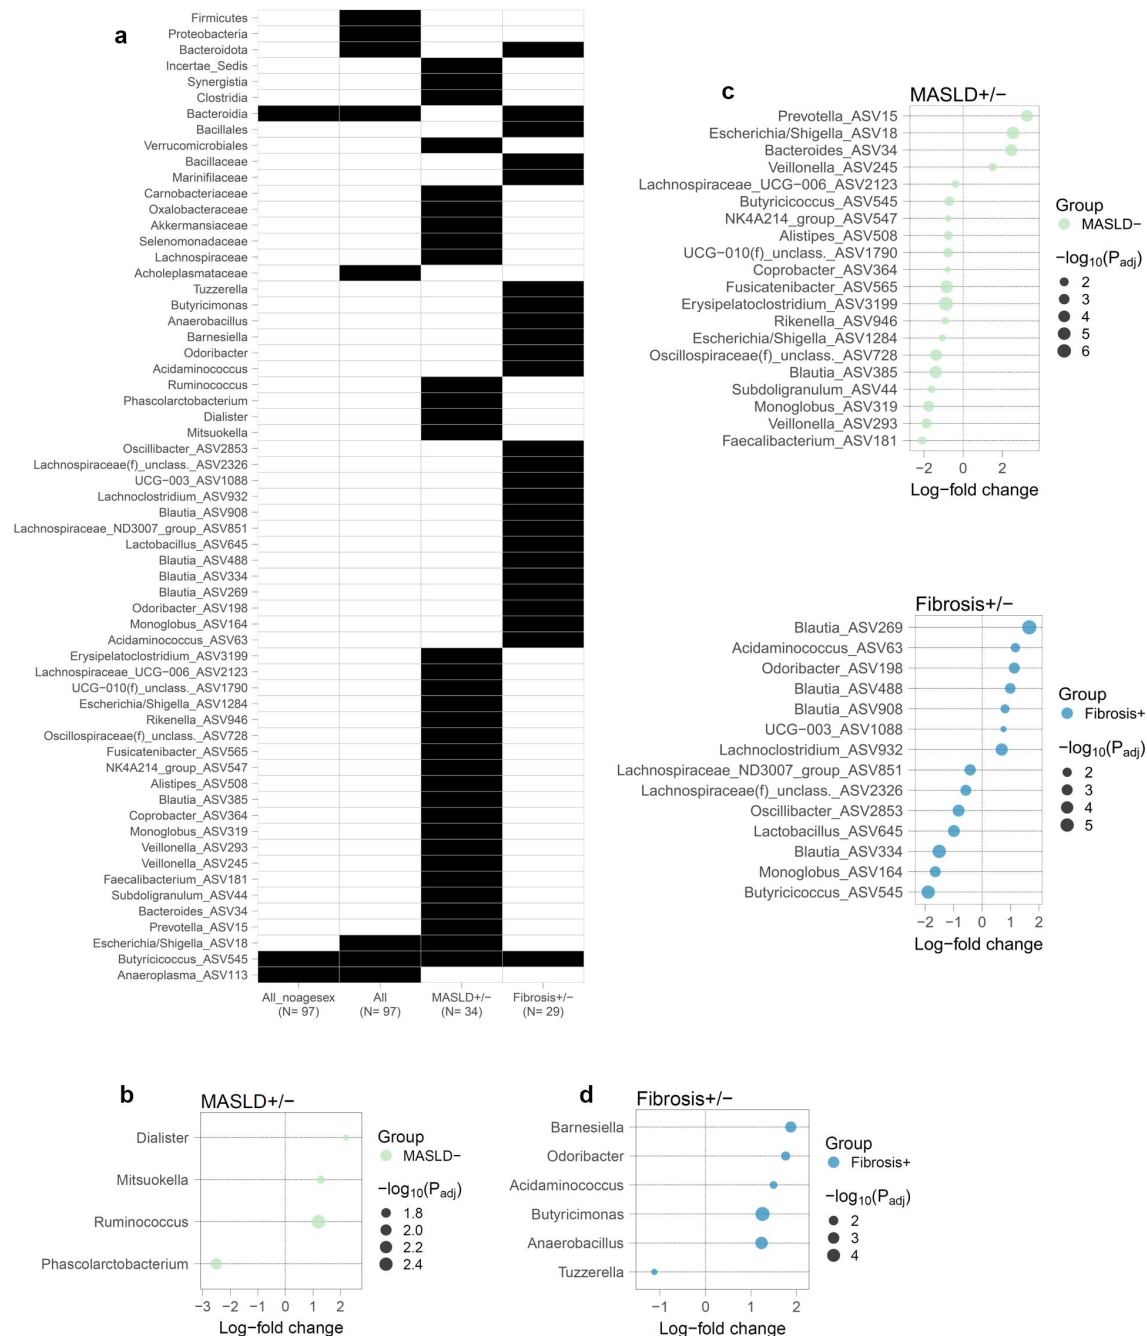 a
Firmicutes
Proteobacteria
Bacteroidota
Incertae_Sedis
Synergistia
Clostridia
Bacteroidia
Bacillales
Verrucomicrobiales
Bacillaceae
Marinifilaceae
Carnobacteriaceae
Oxalobacteraceae
Akkermansiaceae
Selenomonadaceae
Lachnospiraceae
Acholeplasmataceae
Tuzzerella
Butyricimonas
Anaerobacillus
Barnesiella
Odoribacter
Acidaminococcus
Ruminococcus
Phascolarctobacterium
Dialister
Mitsuokella
Oscillibacter_ASV2853
Lachnospiraceae(f)_unclass._ASV2326
UCG−003_ASV1088
Lachnoclostridium_ASV932
Blautia_ASV908
Lachnospiraceae_ND3007_group_ASV851
Lactobacillus_ASV645
Blautia_ASV488
Blautia_ASV334
Blautia_ASV269
Odoribacter_ASV198
Monoglobus_ASV164
Acidaminococcus_ASV63
Erysipelatoclostridium_ASV3199
Lachnospiraceae_UCG−006_ASV2123
UCG−010(f)_unclass._ASV1790
Escherichia/Shigella_ASV1284
Rikenella_ASV946
Oscillospiraceae(f)_unclass._ASV728
Fusicatenibacter_ASV565
NK4A214_group_ASV547
Alistipes_ASV508
Blautia_ASV385
Coprobacter_ASV364
Monoglobus_ASV319
Veillonella_ASV293
Veillonella_ASV245
Faecalibacterium_ASV181
Subdoligranulum_ASV44
Bacteroides_ASV34
Prevotella_ASV15
Escherichia/Shigella_ASV18
Butyricicoccus_ASV545
Anaeroplasma_ASV113
All_noagesex All MASLD+/− Fibrosis+/−
(N= 97) (N= 97) (N= 34) (N= 29)
c
MASLD+/−
Prevotella_ASV15
Escherichia/Shigella_ASV18
Bacteroides_ASV34
Veillonella_ASV245
Lachnospiraceae_UCG−006_ASV2123
Butyricicoccus_ASV545
NK4A214_group_ASV547
Alistipes_ASV508
UCG−010(f)_unclass._ASV1790
Coprobacter_ASV364
Fusicatenibacter_ASV565
Erysipelatoclostridium_ASV3199
Rikenella_ASV946
Escherichia/Shigella_ASV1284
Oscillospiraceae(f)_unclass._ASV728
Blautia_ASV385
Subdoligranulum_ASV44
Monoglobus_ASV319
Veillonella_ASV293
Faecalibacterium_ASV181
−2 0 2
Log−fold change
Group
MASLD−
−log10(Padj)
2
3
4
5
6
Fibrosis+/−
Blautia_ASV269
Acidaminococcus_ASV63
Odoribacter_ASV198
Blautia_ASV488
Blautia_ASV908
UCG−003_ASV1088
Lachnoclostridium_ASV932
Lachnospiraceae_ND3007_group_ASV851
Lachnospiraceae(f)_unclass._ASV2326
Oscillibacter_ASV2853
Lactobacillus_ASV645
Blautia_ASV334
Monoglobus_ASV164
Butyricicoccus_ASV545
−2 −1 0 1 2
Log−fold change
Group
Fibrosis+
−log10(Padj)
2
3
4
5
b
MASLD+/−
Dialister
Mitsuokella
Ruminococcus
Phascolarctobacterium
−3 −2 −1 0 1 2
Log−fold change
Group
MASLD−
−log10(Padj)
1.8
2.0
2.2
2.4
d
Fibrosis+/−
Barnesiella
Odoribacter
Acidaminococcus
Butyricimonas
Anaerobacillus
Tuzzerella
−1 0 1 2
Log−fold change
Group
Fibrosis+
−log10(Padj)
2
3
4